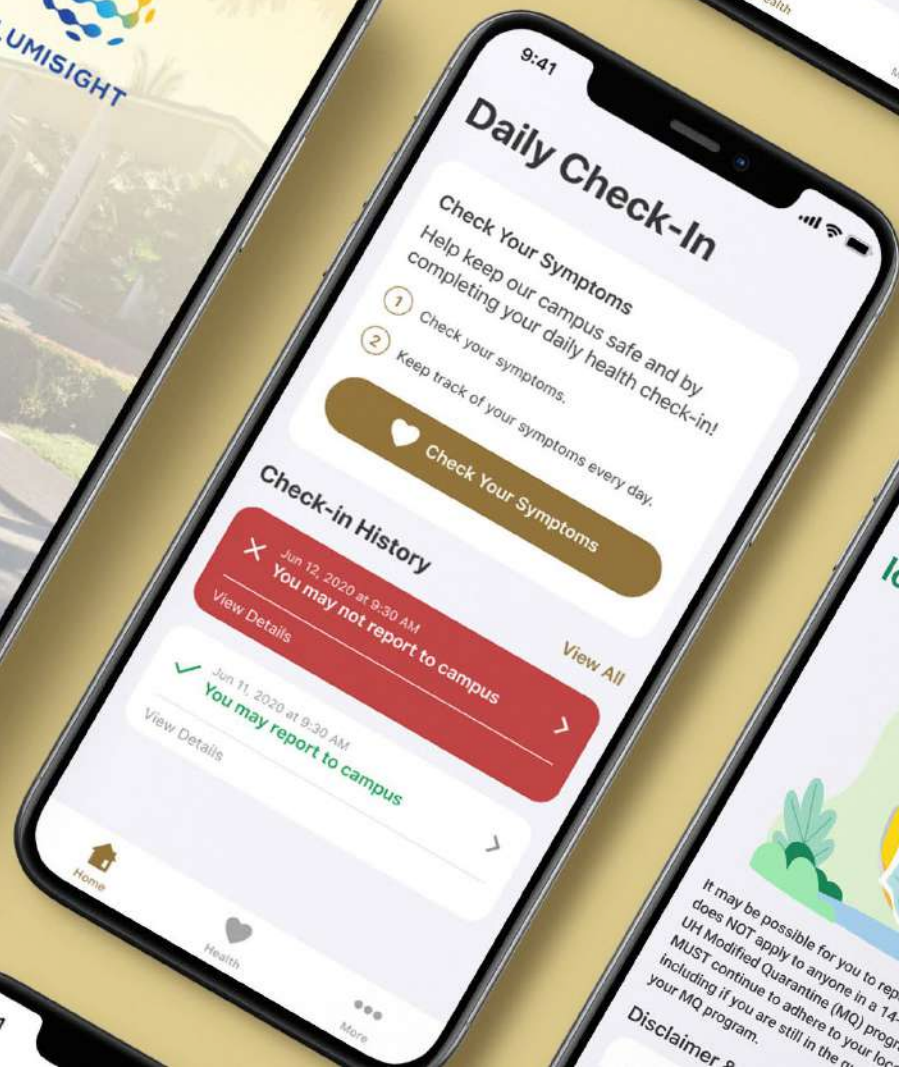 LUMISIGHT
9:41
Daily Check-In
Check Your Symptoms
Help keep our campus safe and by
completing your daily health check-in!
1 Check your symptoms.
2 Keep track of your symptoms every day.
Check Your Symptoms
Check-in History
View All
Jun 12, 2020 at 9:30 AM
You may not report to campus
View Details
Jun 11, 2020 at 9:30 AM
You may report to campus
View Details
Home
Health
More
It may be possible for you to
does NOT apply to anyone in a 14-
UH Modified Quarantine (MQ)
MUST continue to adhere to your
including if you are still in the
your MQ program.
Disclaimer